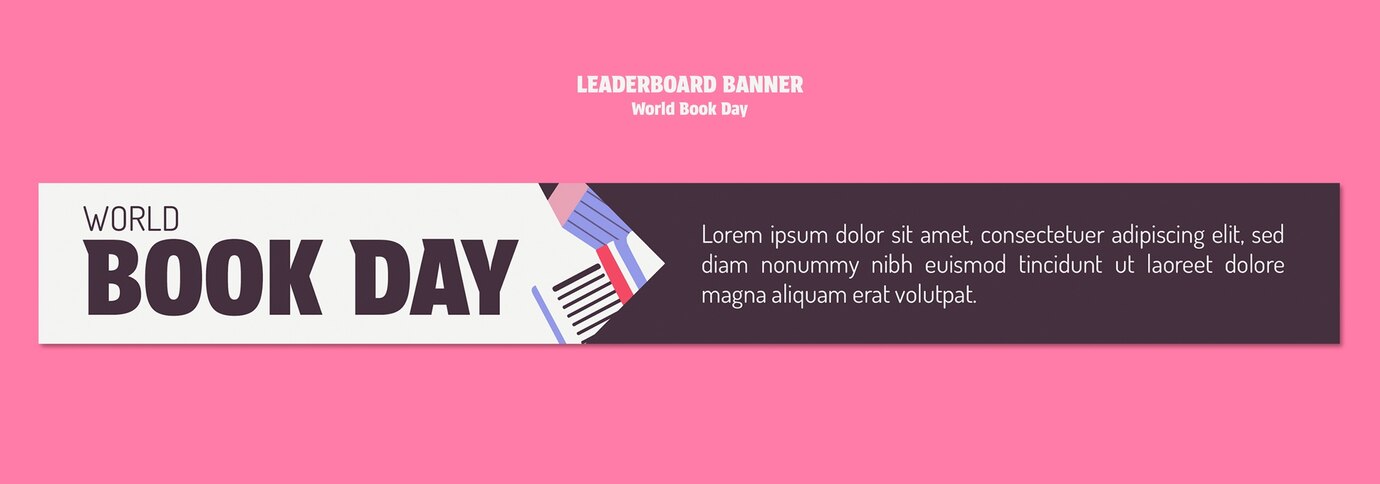 LEADERBOARD BANNER
World Book Day
WORLD
BOOK DAY
Lorem ipsum dolor sit amet, consectetuer adipiscing elit, sed
diam nonummy nibh euismod tincidunt ut laoreet dolore
magna aliquam erat volutpat.